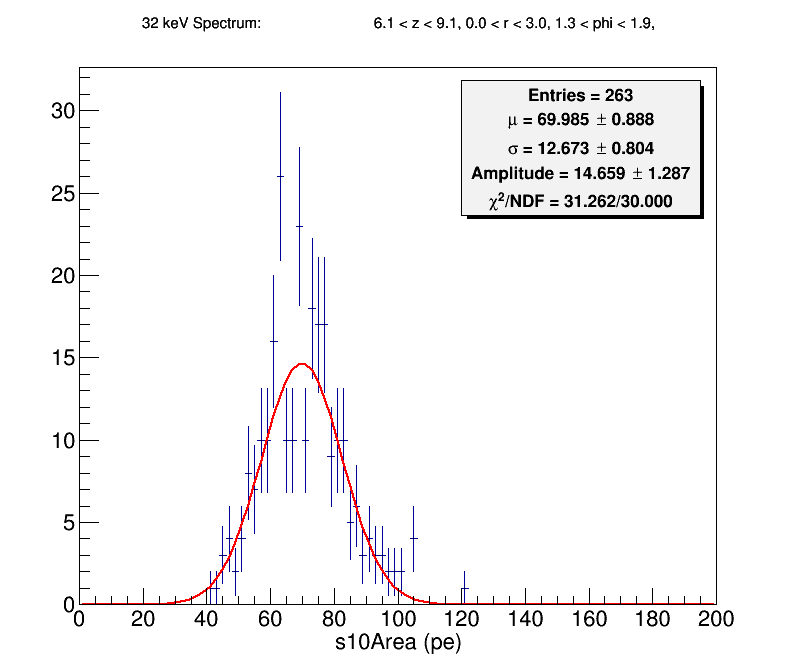 32 keV Spectrum: 6.1 < z < 9.1, 0.0 < r < 3.0, 1.3 < phi < 1.9,
Entries = 263
μ = 69.985 ± 0.888
σ = 12.673 ± 0.804
Amplitude = 14.659 ± 1.287
χ²/NDF = 31.262/30.000
30
25
20
15
10
5
0
0 20 40 60 80 100 120 140 160 180 200
s10Area (pe)